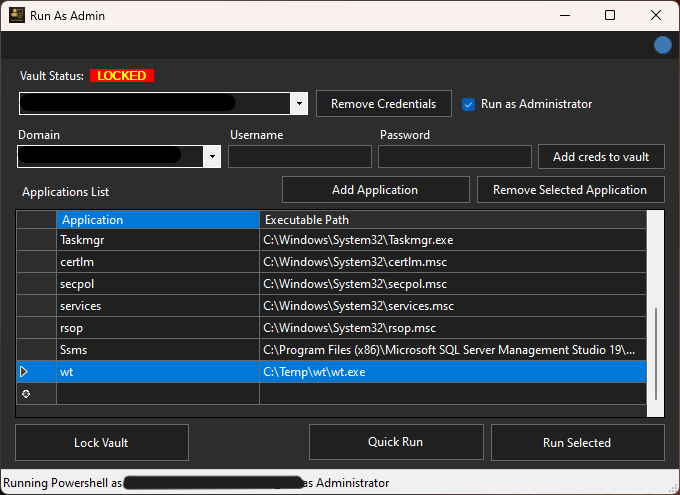 Run As Admin
Vault Status: LOCKED
Remove Credentials
Run as Administrator
Domain Username Password
Add creds to vault
Applications List
Add Application
Remove Selected Application
Application Executable Path
Taskmgr C:\Windows\System32\Taskmgr.exe
certlm C:\Windows\System32\certlm.msc
secpol C:\Windows\System32\secpol.msc
services C:\Windows\System32\services.msc
rsop C:\Windows\System32\rsop.msc
Ssms C:\Program Files (x86)\Microsoft SQL Server Management Studio 19\...
wt C:\Temp\wt\wt.exe
Lock Vault
Quick Run
Run Selected
Running Powershell as as Administrator